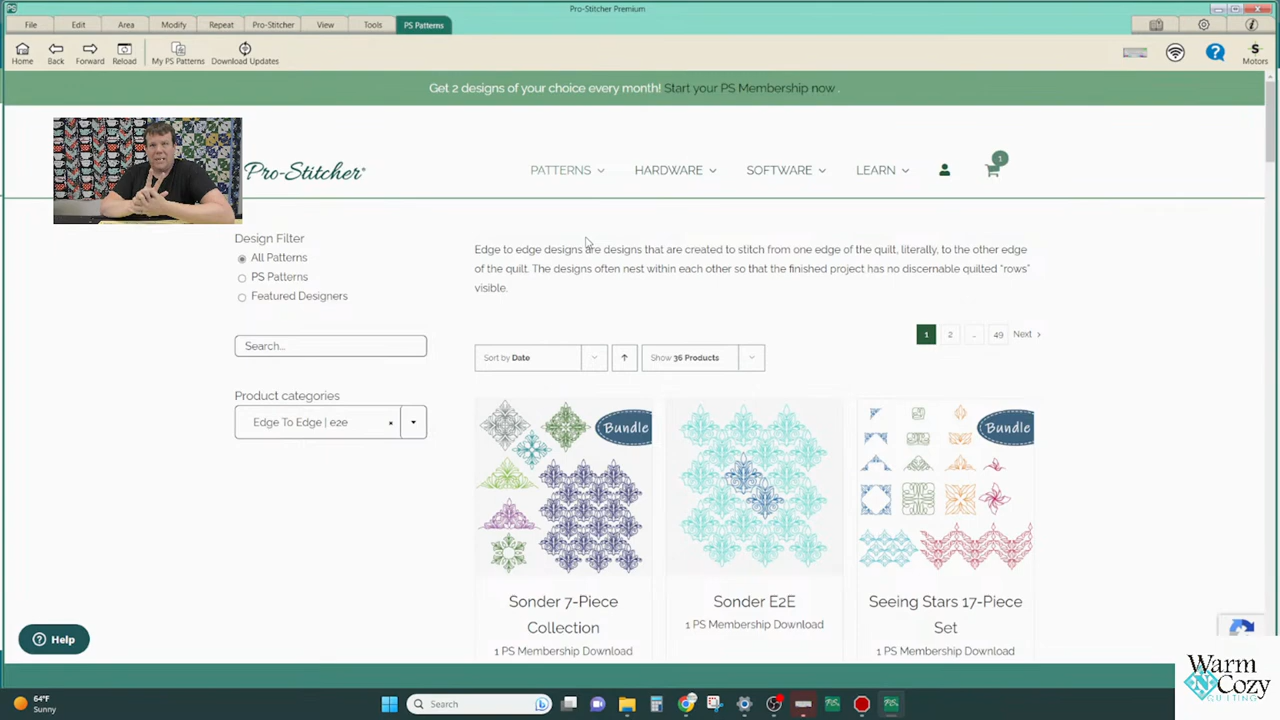 Pro-Stitcher Premium
File Edit Area Modify Repeat Pro-Stitcher View Tools PS Patterns
Home Back Forward Reload My PS Patterns Download Updates Motors
Get 2 designs of your choice every month! Start your PS Membership now .
Pro-Stitcher® PATTERNS HARDWARE SOFTWARE LEARN 1
Design Filter
All Patterns
PS Patterns
Featured Designers
Search...
Product categories
Edge To Edge | e2e × 
Edge to edge designs are designs that are created to stitch from one edge of the quilt, literally, to the other edge
of the quilt. The designs often nest within each other so that the finished project has no discernable quilted "rows"
visible.
1 2 … 49 Next >
Sort by Date Show 36 Products
Bundle
Bundle
Sonder 7-Piece
Collection
1 PS Membership Download
Sonder E2E
1 PS Membership Download
Seeing Stars 17-Piece
Set
1 PS Membership Download
Help
Warm
N
Cozy
QUILTING
64°F
Sunny
Search